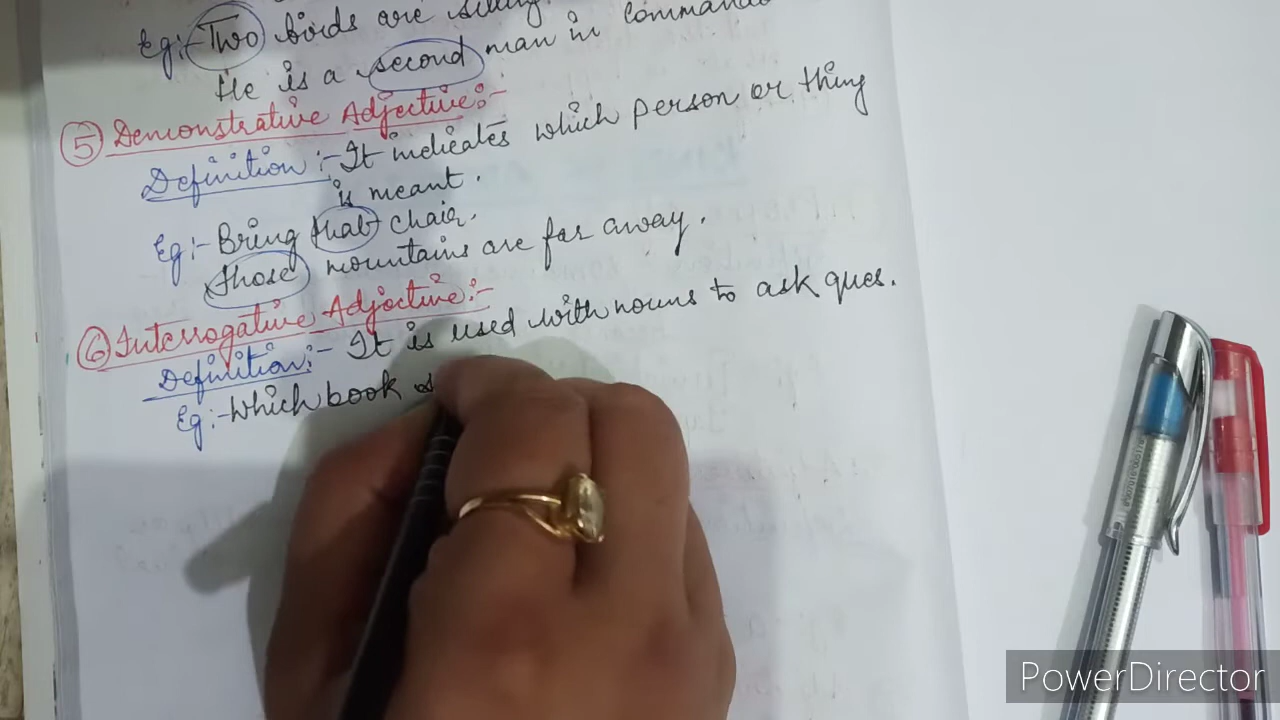 Eg:- Two birds are sitting
He is a second man in command
⑤ Demonstrative Adjective:-
Definition:- It indicates which person or thing
is meant.
Eg:- Bring that chair.
those mountains are far away.
⑥ Interrogative Adjective:-
Definition:- It is used with nouns to ask ques.
Eg:- Which book
PowerDirector